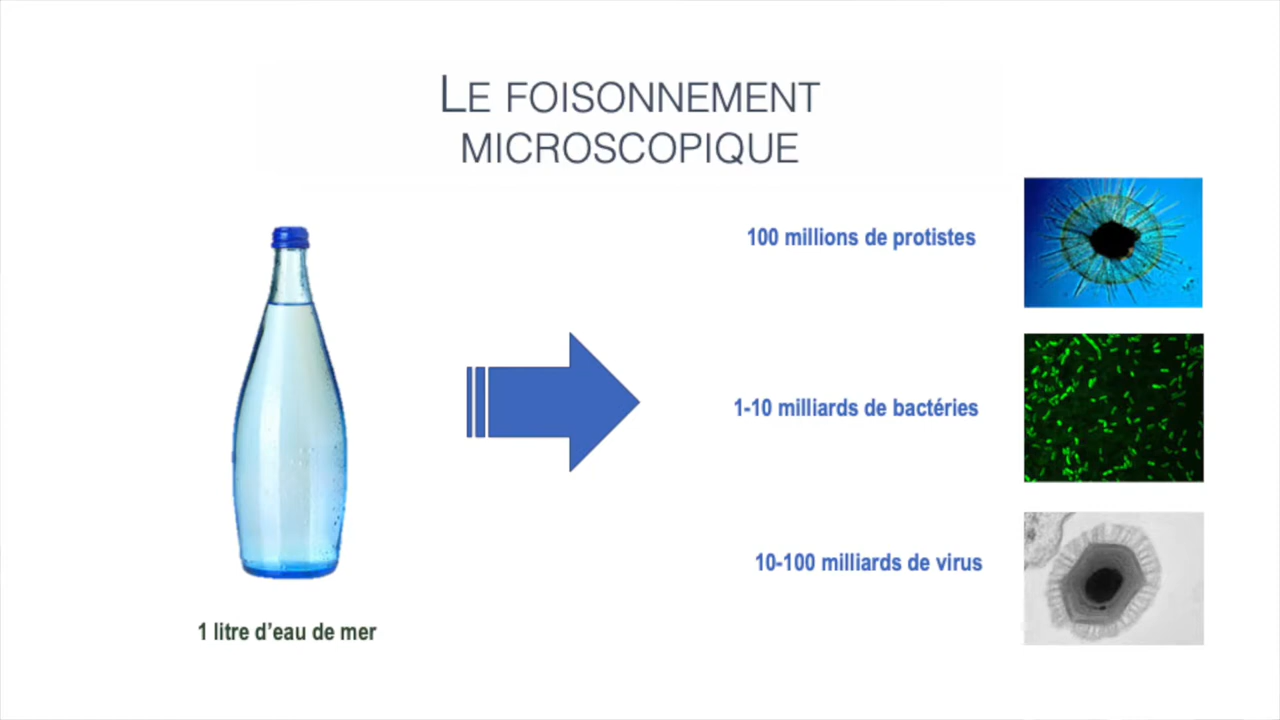 LE FOISONNEMENT
MICROSCOPIQUE
100 millions de protistes
1-10 milliards de bactéries
10-100 milliards de virus
1 litre d’eau de mer